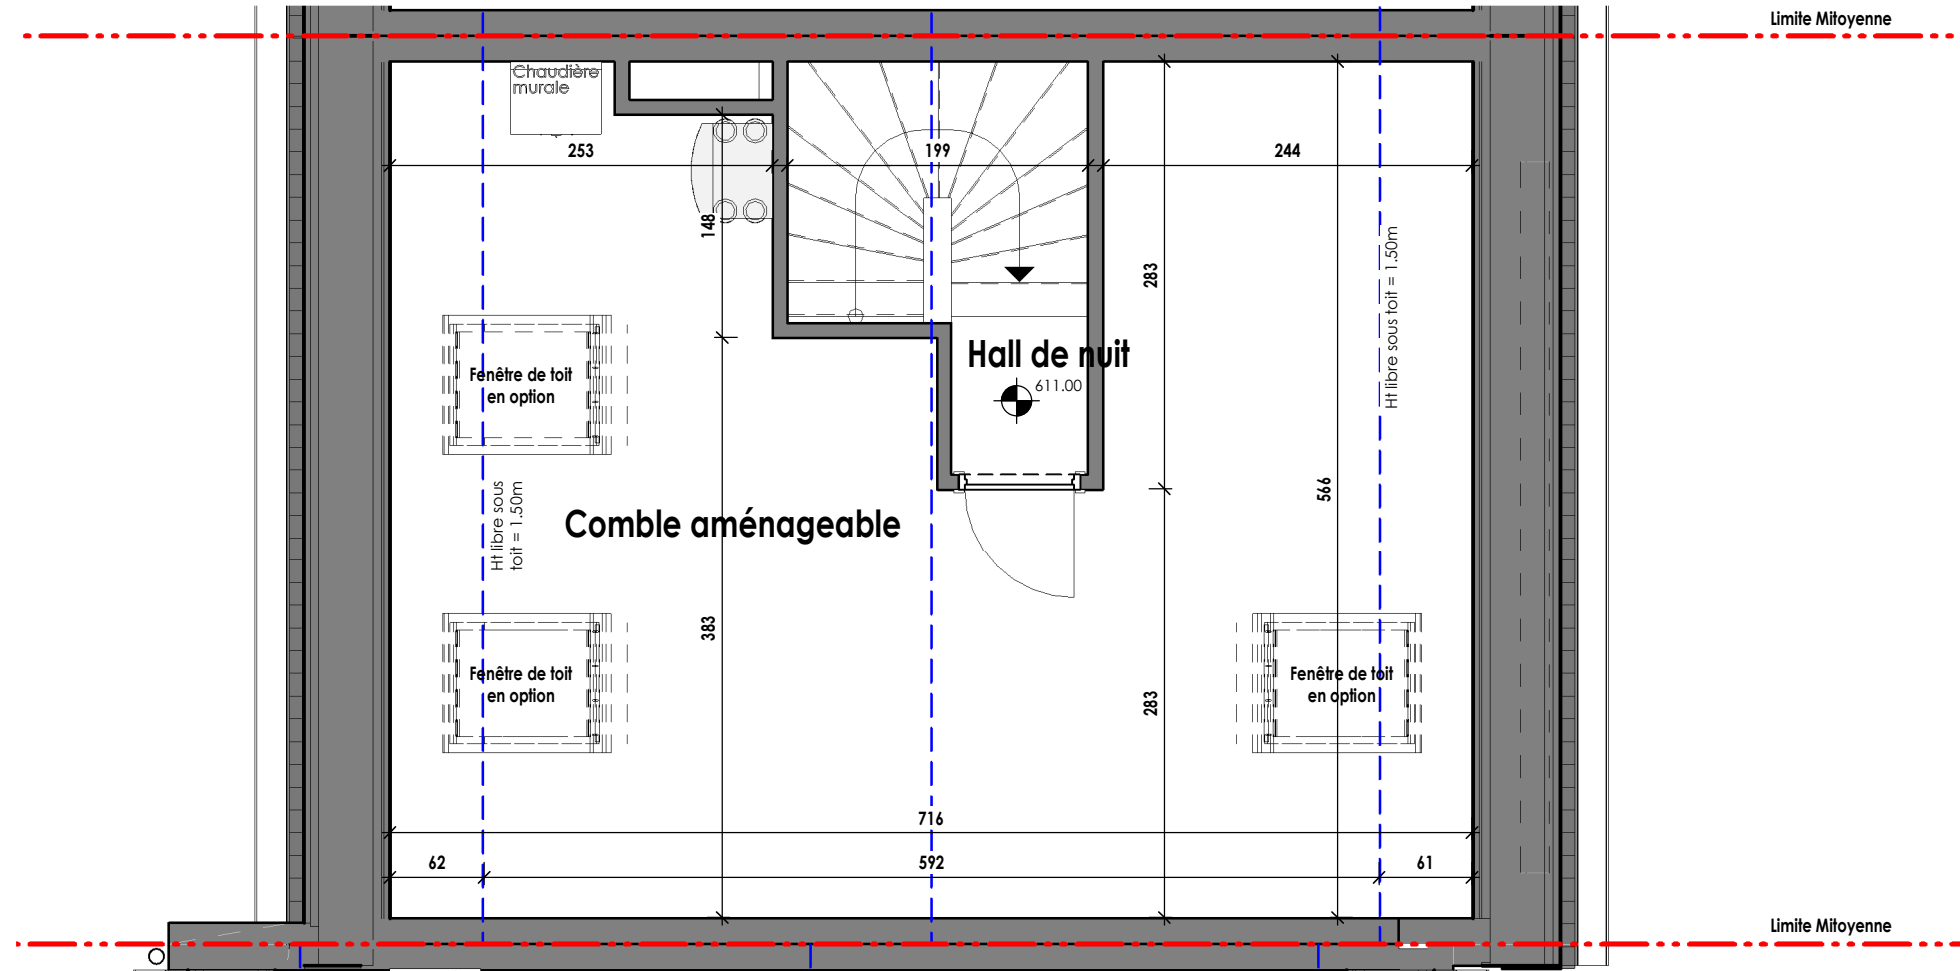 Limite Mitoyenne
Chaudière
murale
253
199
244
148
283
Ht libre sous toit = 1.50m
Hall de nuit
611.00
Fenêtre de toit
en option
Ht libre sous
toit = 1.50m
566
Comble aménageable
383
283
Fenêtre de toit
en option
Fenêtre de toit
en option
716
62
592
61
Limite Mitoyenne